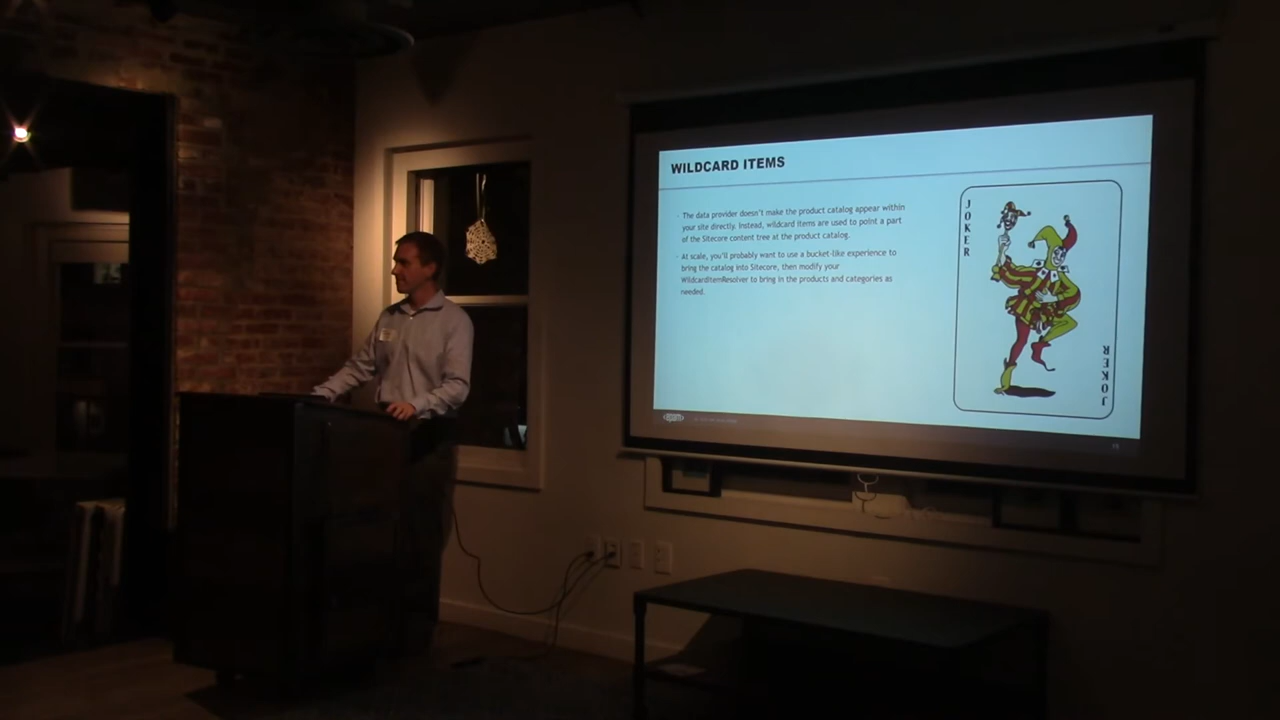 WILDCARD ITEMS
The data provider doesn't make the product catalog appear within
your site directly. Instead, wildcard items are used to point a part
of the Sitecore content tree at the product catalog.
At scale, you'll probably want to use a bucket-like experience to
bring the catalog into Sitecore, then modify your
WildcardItemResolver to bring in the products and categories as
needed.
JOKER
JOKER
<epam>